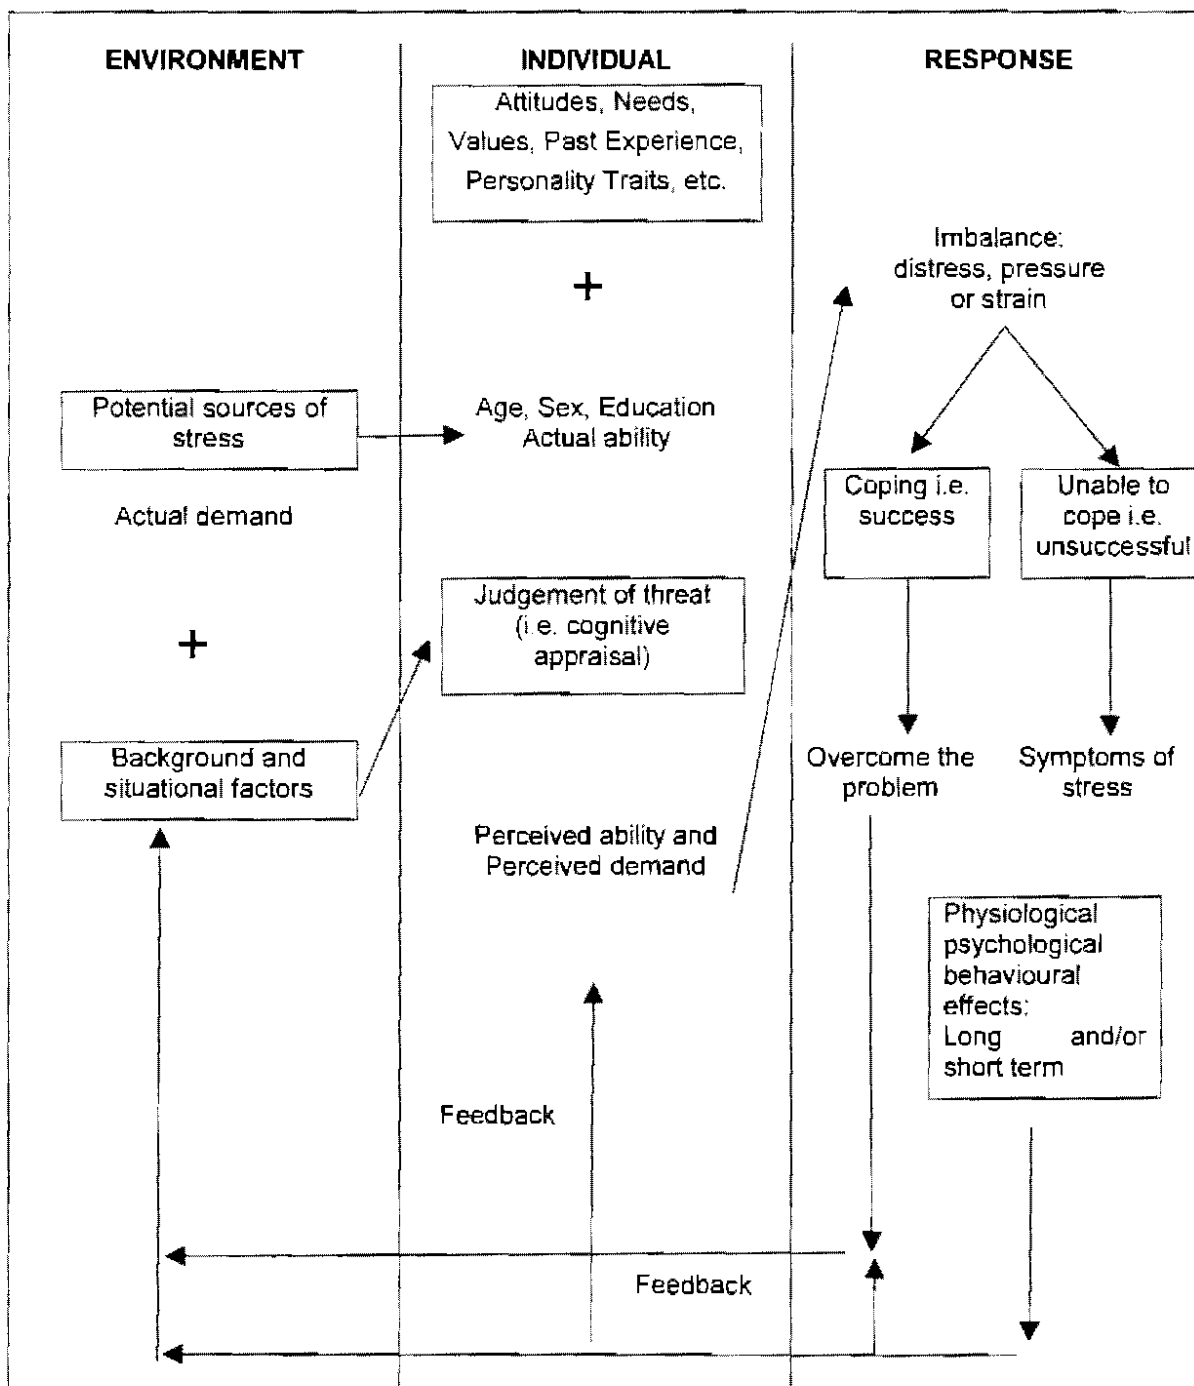 ENVIRONMENT
INDIVIDUAL
RESPONSE
Attitudes, Needs,
Values, Past Experience,
Personality Traits, etc.
+
Imbalance:
distress, pressure
or strain
Potential sources of
stress
Age, Sex, Education
Actual ability
Actual demand
Coping i.e.
success
Unable to
cope i.e.
unsuccessful
+
Judgement of threat
(i.e. cognitive
appraisal)
Background and
situational factors
Overcome the
problem
Symptoms of
stress
Perceived ability and
Perceived demand
Physiological
psychological
behavioural
effects:
Long and/or
short term
Feedback
Feedback